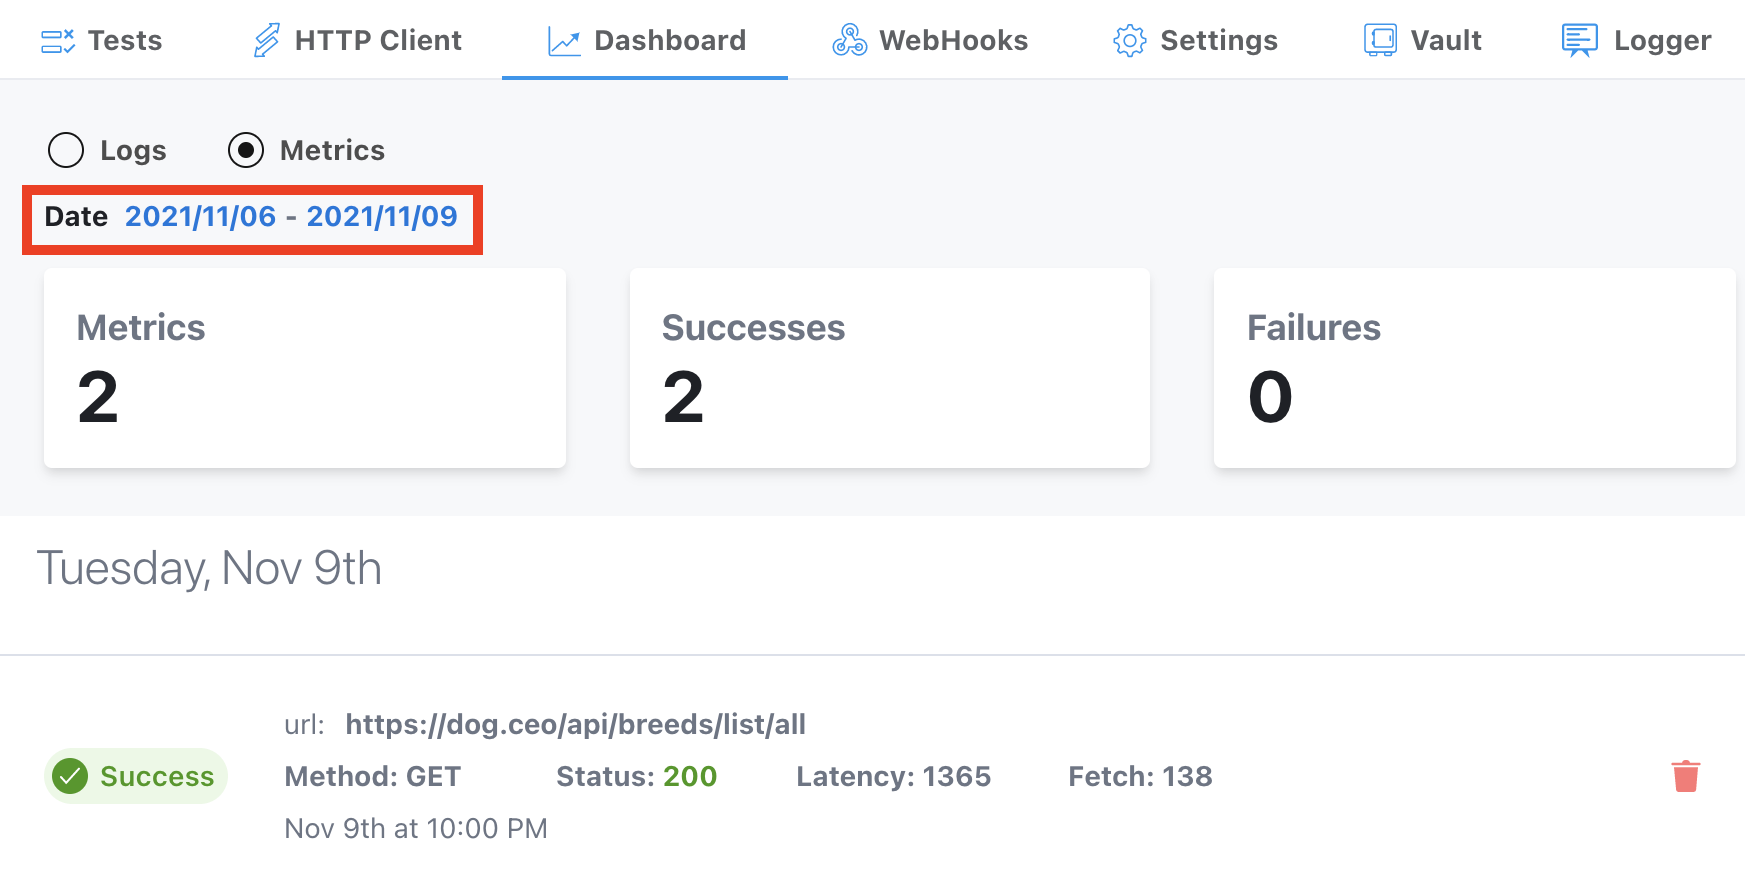 Tests HTTP Client Dashboard WebHooks Settings Vault Logger
Logs Metrics
Date 2021/11/06 - 2021/11/09
Metrics Successes Failures
2 2 0
Tuesday, Nov 9th
url: https://dog.ceo/api/breeds/list/all
Success Method: GET Status: 200 Latency: 1365 Fetch: 138
Nov 9th at 10:00 PM